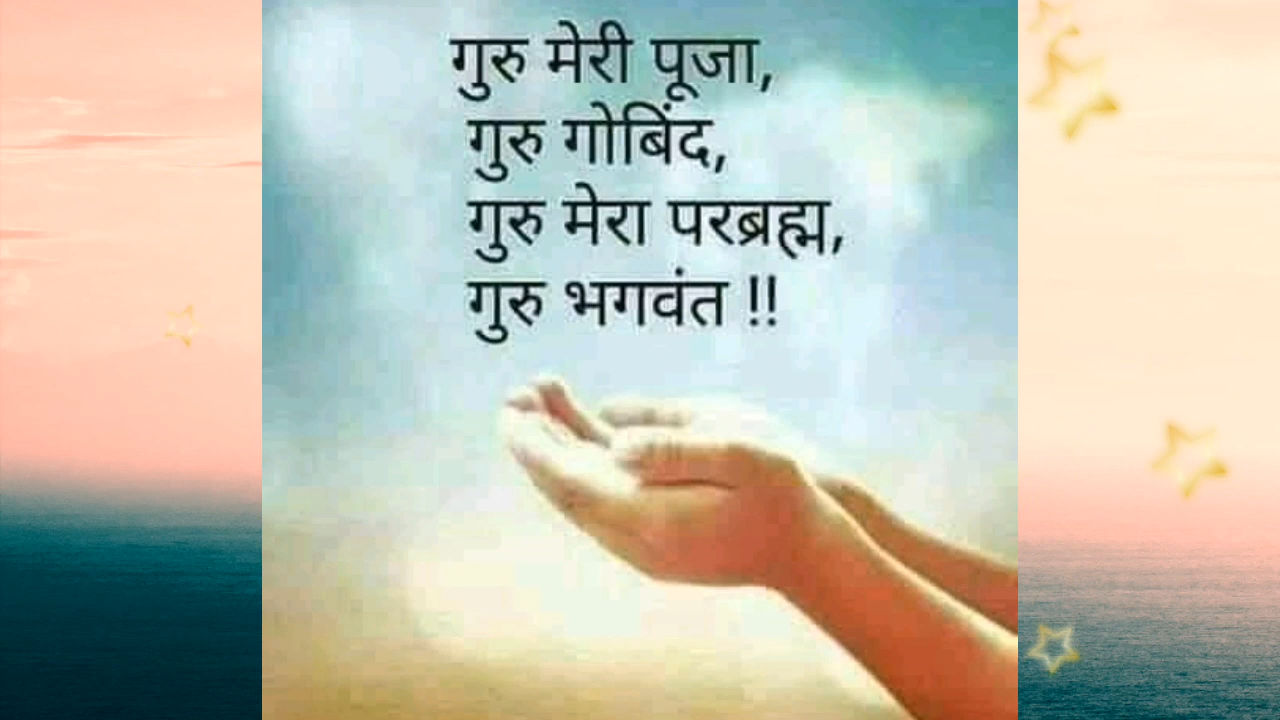 गुरु मेरी पूजा,
गुरु गोबिंद,
गुरु मेरा परब्रह्म,
गुरु भगवंत !!